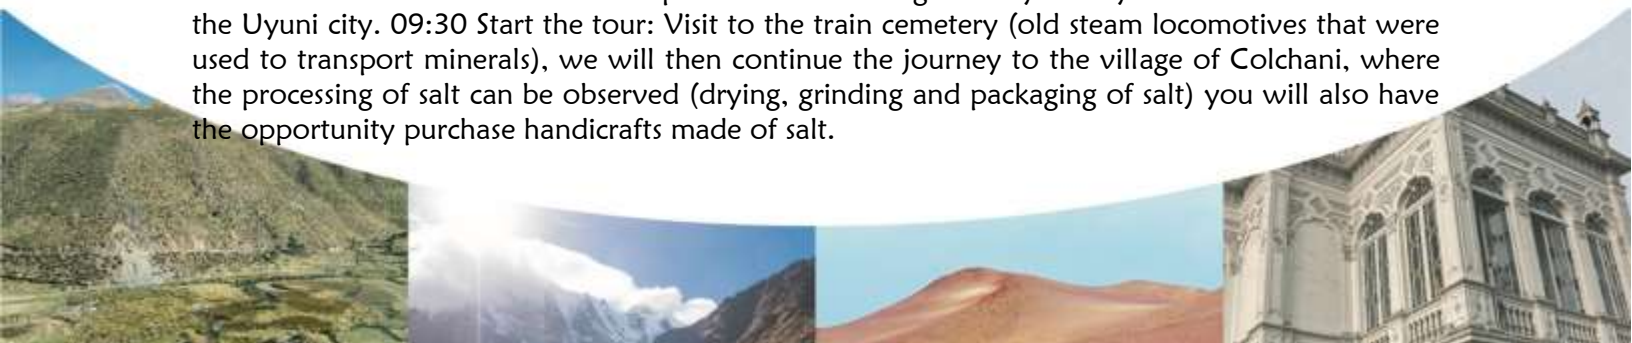 the Uyuni city. 09:30 Start the tour: Visit to the train cemetery (old steam locomotives that were
used to transport minerals), we will then continue the journey to the village of Colchani, where
the processing of salt can be observed (drying, grinding and packaging of salt) you will also have
the opportunity purchase handicrafts made of salt.